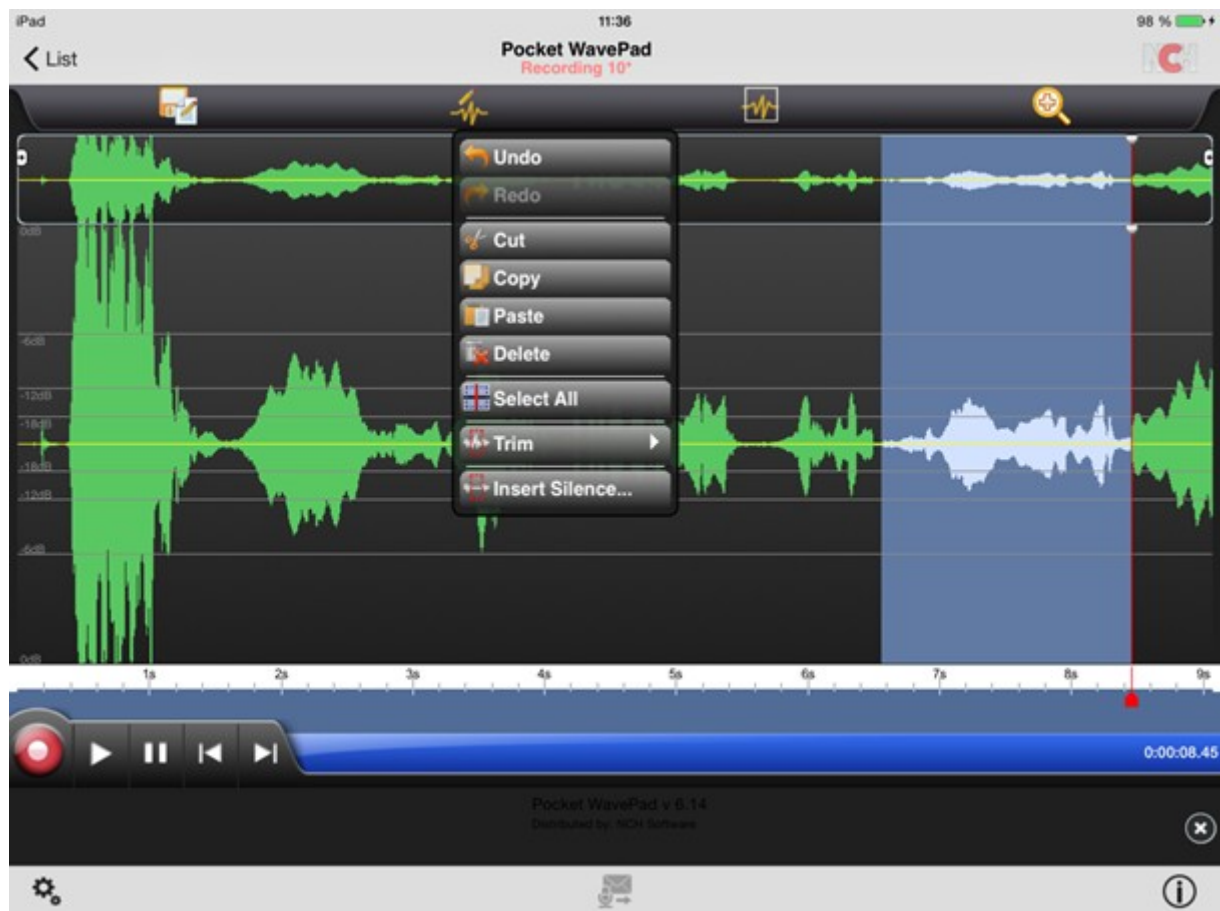 iPad 11:36 98 %
List
Pocket WavePad
Recording 10*
NCH
Undo
Redo
Cut
Copy
Paste
Delete
Select All
Trim
Insert Silence...
0dB
-6dB
-12dB
-18dB
-18dB
-12dB
-6dB
0dB
1s 2s 3s 4s 5s 6s 7s 8s 9s
0:00:08.45
Pocket WavePad v 6.14
Distributed by: NCH Software